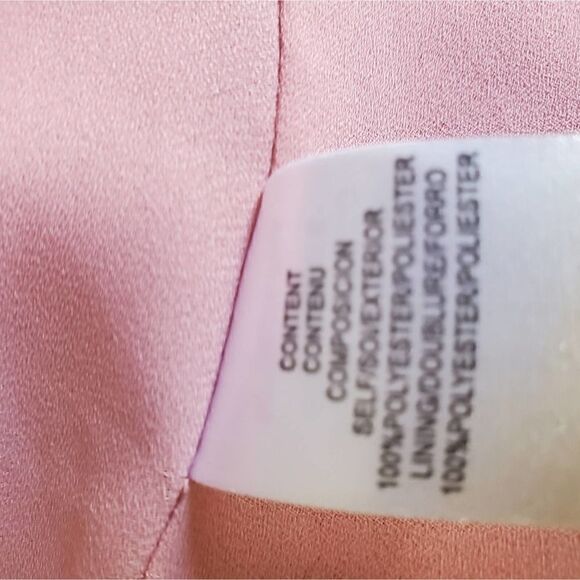 CONTENT
CONTENU
COMPOSICION
SELF/SOI/EXTERIOR
100%POLYESTER/POLIESTER
LINING/DOUBLURE/FORRO
100%POLYESTER/POLIESTER